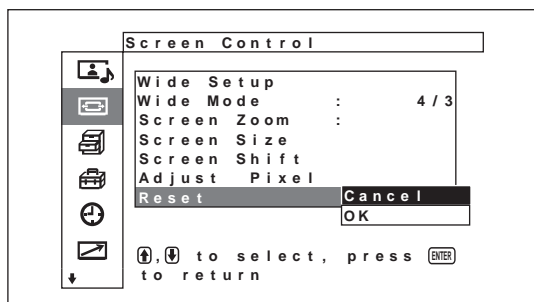 Screen Control
Wide Setup
Wide Mode : 4/3
Screen Zoom :
Screen Size
Screen Shift
Adjust Pixel
Reset Cancel
OK
, to select, press ENTER
to return